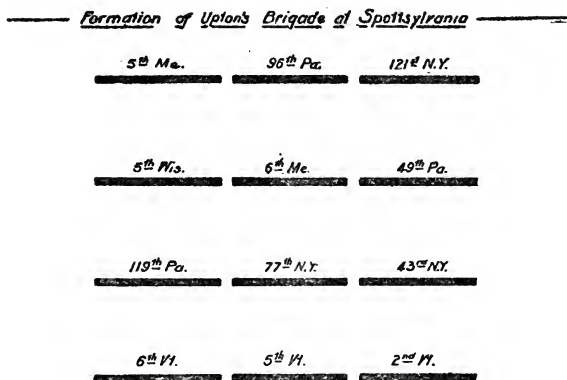 Formation of Upton's Brigade at Spottsylvania
5th Me. 96th Pa. 121st N.Y.
5th Wis. 6th Me. 49th Pa.
119th Pa. 77th N.Y. 43rd N.Y.
6th Vt. 5th Vt. 2nd Vt.